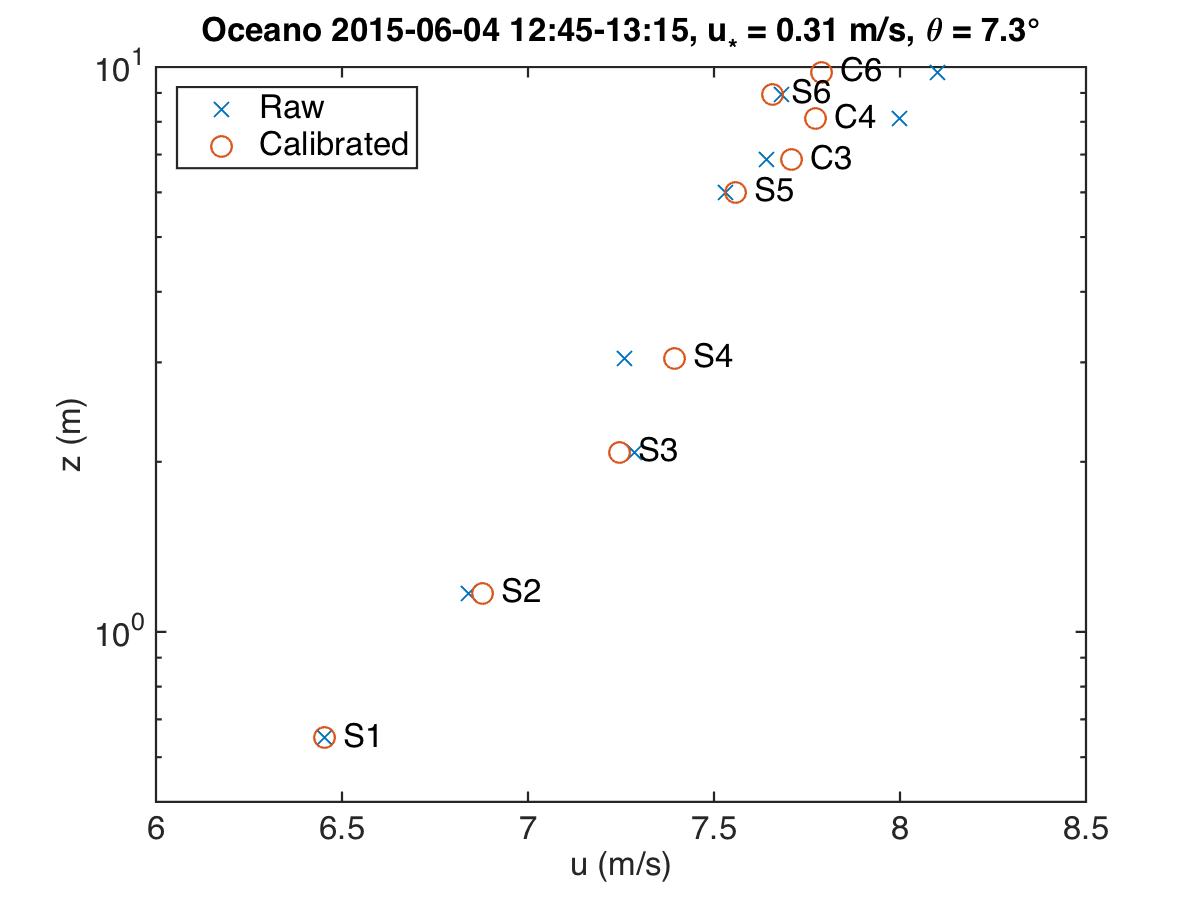 Oceano 2015-06-04 12:45-13:15, u* = 0.31 m/s, θ = 7.3°
10^1
Raw
Calibrated
C6
S6
C4
C3
S5
S4
z (m)
S3
S2
10^0
S1
6 6.5 7 7.5 8 8.5
u (m/s)